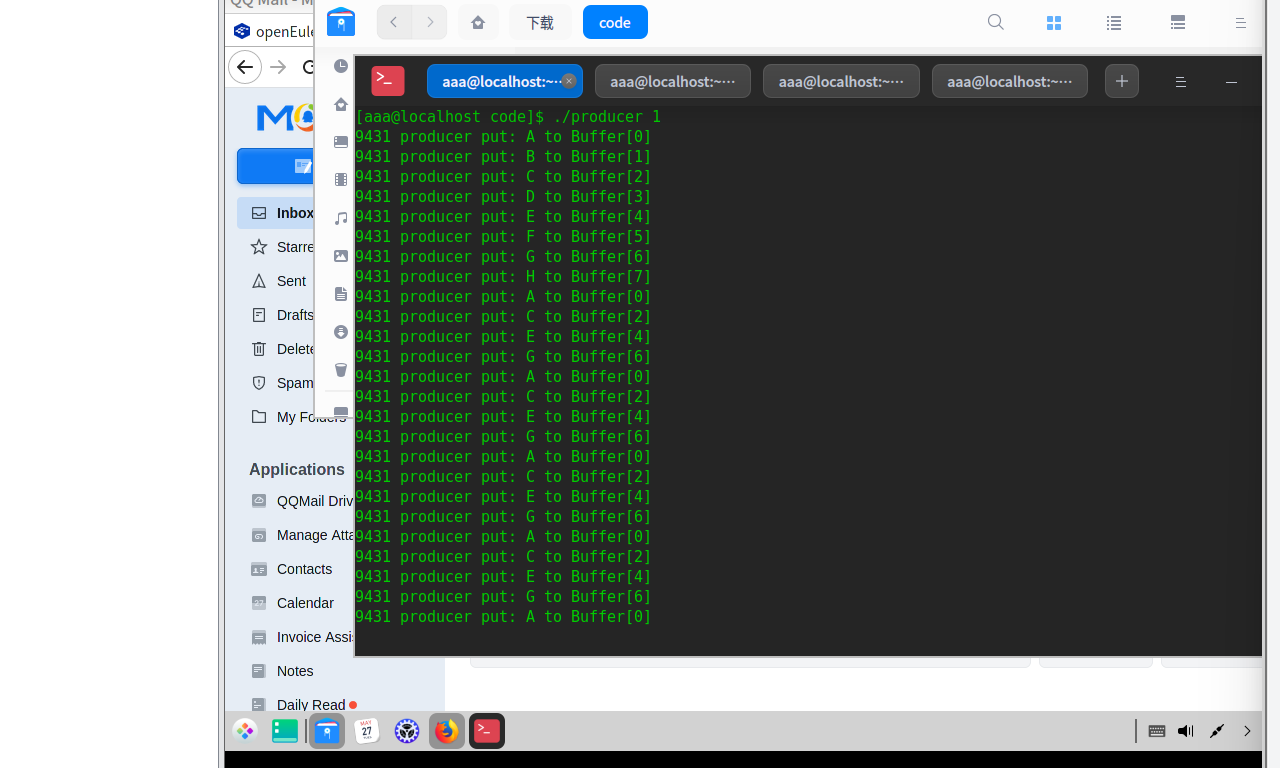 QQ Mail - M
openEule
下载
code
aaa@localhost:~···
aaa@localhost:~···
aaa@localhost:~···
aaa@localhost:~···
Inbox
Starre
Sent
Drafts
Delete
Spam
My Folders
Applications
QQMail Driv
Manage Atta
Contacts
Calendar
Invoice Assis
Notes
Daily Read
[aaa@localhost code]$ ./producer 1
9431 producer put: A to Buffer[0]
9431 producer put: B to Buffer[1]
9431 producer put: C to Buffer[2]
9431 producer put: D to Buffer[3]
9431 producer put: E to Buffer[4]
9431 producer put: F to Buffer[5]
9431 producer put: G to Buffer[6]
9431 producer put: H to Buffer[7]
9431 producer put: A to Buffer[0]
9431 producer put: C to Buffer[2]
9431 producer put: E to Buffer[4]
9431 producer put: G to Buffer[6]
9431 producer put: A to Buffer[0]
9431 producer put: C to Buffer[2]
9431 producer put: E to Buffer[4]
9431 producer put: G to Buffer[6]
9431 producer put: A to Buffer[0]
9431 producer put: C to Buffer[2]
9431 producer put: E to Buffer[4]
9431 producer put: G to Buffer[6]
9431 producer put: A to Buffer[0]
9431 producer put: C to Buffer[2]
9431 producer put: E to Buffer[4]
9431 producer put: G to Buffer[6]
9431 producer put: A to Buffer[0]
MAY
27